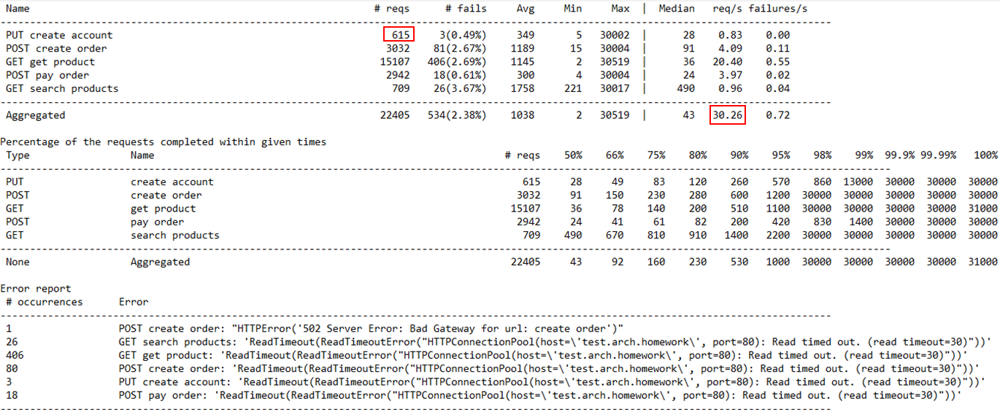 Name # reqs # fails Avg Min Max | Median req/s failures/s
--------------------------------------------------------------------------------------------------------------------------------------------
PUT create account 615 3(0.49%) 349 5 30002 | 28 0.83 0.00
POST create order 3032 81(2.67%) 1189 15 30004 | 91 4.09 0.11
GET get product 15107 406(2.69%) 1145 2 30519 | 36 20.40 0.55
POST pay order 2942 18(0.61%) 300 4 30004 | 24 3.97 0.02
GET search products 709 26(3.67%) 1758 221 30017 | 490 0.96 0.04
--------------------------------------------------------------------------------------------------------------------------------------------
Aggregated 22405 534(2.38%) 1038 2 30519 | 43 30.26 0.72
Percentage of the requests completed within given times
Type Name # reqs 50% 66% 75% 80% 90% 95% 98% 99% 99.9% 99.99% 100%
--------------------------------------------------------------------------------------------------------------------------------------------
PUT create account 615 28 49 83 120 260 570 860 13000 30000 30000 30000
POST create order 3032 91 150 230 280 600 1200 30000 30000 30000 30000 30000
GET get product 15107 36 78 140 200 510 1100 30000 30000 30000 30000 31000
POST pay order 2942 24 41 61 82 200 420 830 1400 30000 30000 30000
GET search products 709 490 670 810 910 1400 2200 30000 30000 30000 30000 30000
--------------------------------------------------------------------------------------------------------------------------------------------
None Aggregated 22405 43 92 160 230 530 1000 30000 30000 30000 30000 31000
Error report
# occurrences Error
--------------------------------------------------------------------------------------------------------------------------------------------
1 POST create order: "HTTPError('502 Server Error: Bad Gateway for url: create order')"
26 GET search products: 'ReadTimeout(ReadTimeoutError("HTTPConnectionPool(host=\'test.arch.homework\', port=80): Read timed out. (read timeout=30)"))'
406 GET get product: 'ReadTimeout(ReadTimeoutError("HTTPConnectionPool(host=\'test.arch.homework\', port=80): Read timed out. (read timeout=30)"))'
80 POST create order: 'ReadTimeout(ReadTimeoutError("HTTPConnectionPool(host=\'test.arch.homework\', port=80): Read timed out. (read timeout=30)"))'
3 PUT create account: 'ReadTimeout(ReadTimeoutError("HTTPConnectionPool(host=\'test.arch.homework\', port=80): Read timed out. (read timeout=30)"))'
18 POST pay order: 'ReadTimeout(ReadTimeoutError("HTTPConnectionPool(host=\'test.arch.homework\', port=80): Read timed out. (read timeout=30)"))'
--------------------------------------------------------------------------------------------------------------------------------------------